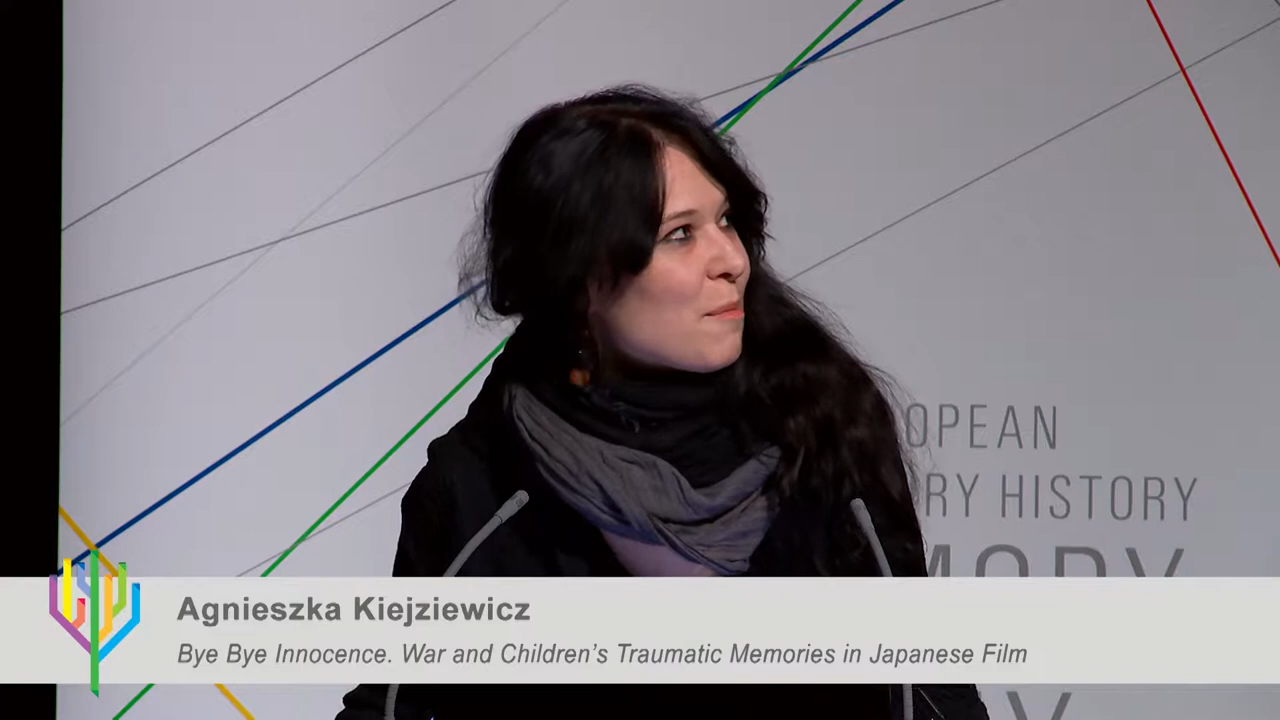 OPEAN
RY HISTORY
Agnieszka Kiejziewicz
Bye Bye Innocence. War and Children's Traumatic Memories in Japanese Film